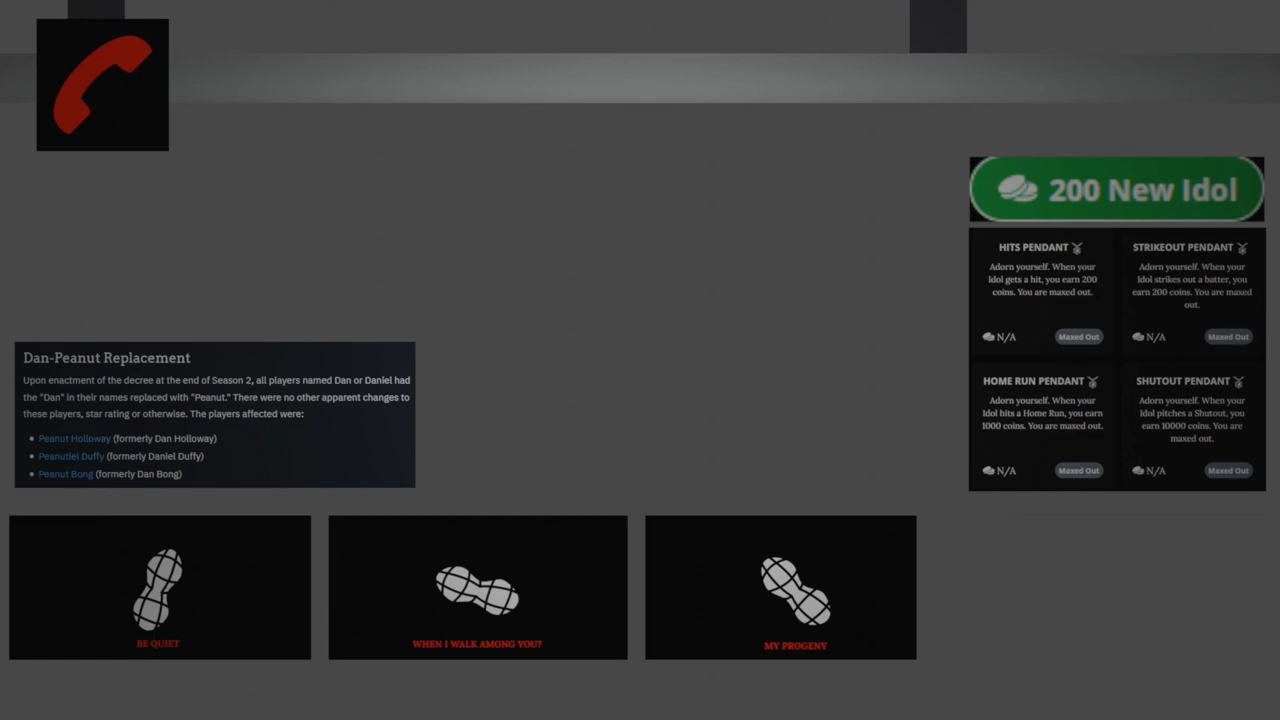 200 New Idol
HITS PENDANT
Adorn yourself. When your
Idol gets a hit, you earn 200
coins. You are maxed out.
N/A
Maxed Out
STRIKEOUT PENDANT
Adorn yourself. When your
Idol strikes out a batter, you
earn 200 coins. You are maxed
out.
N/A
Maxed Out
HOME RUN PENDANT
Adorn yourself. When your
Idol hits a Home Run, you earn
1000 coins. You are maxed out.
N/A
Maxed Out
SHUTOUT PENDANT
Adorn yourself. When your
Idol pitches a Shutout, you
earn 10000 coins. You are
maxed out.
N/A
Maxed Out
Dan-Peanut Replacement
Upon enactment of the decree at the end of Season 2, all players named Dan or Daniel had
the "Dan" in their names replaced with "Peanut." There were no other apparent changes to
these players, star rating or otherwise. The players affected were:
• Peanut Holloway (formerly Dan Holloway)
• Peanutiel Duffy (formerly Daniel Duffy)
• Peanut Bong (formerly Dan Bong)
BE QUIET
WHEN I WALK AMONG YOU?
MY PROGENY